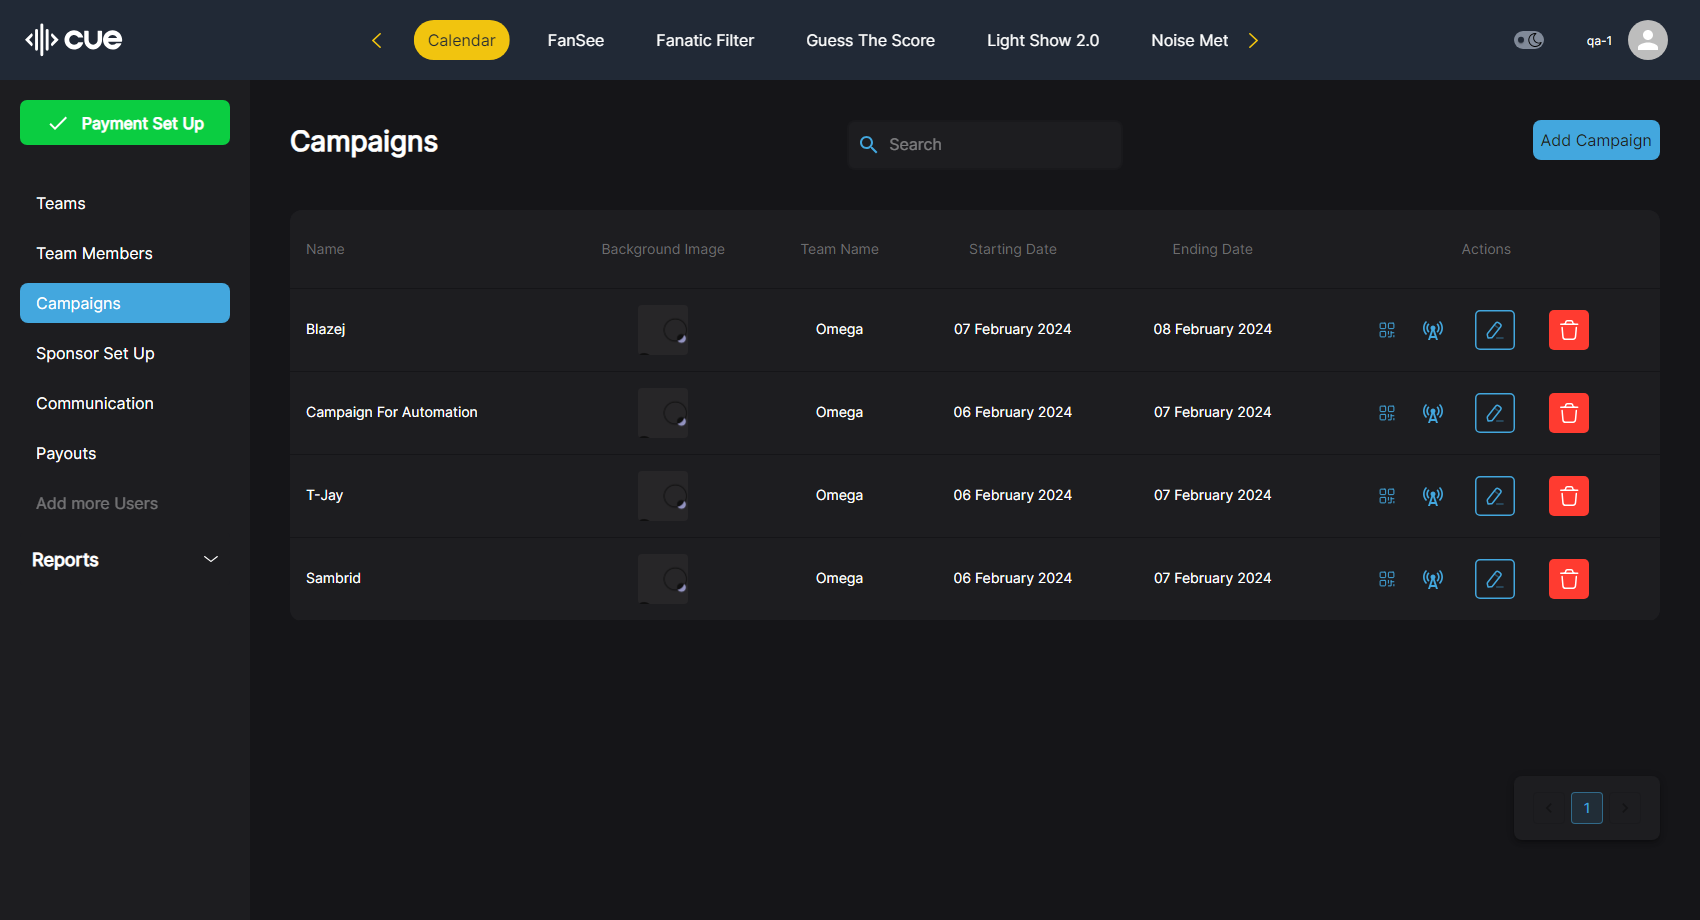 cue
Calendar FanSee Fanatic Filter Guess The Score Light Show 2.0 Noise Met
qa-1
Payment Set Up
Teams
Team Members
Campaigns
Sponsor Set Up
Communication
Payouts
Add more Users
Reports
Campaigns
Search
Add Campaign
Name Background Image Team Name Starting Date Ending Date Actions
Blazej Omega 07 February 2024 08 February 2024
Campaign For Automation Omega 06 February 2024 07 February 2024
T-Jay Omega 06 February 2024 07 February 2024
Sambrid Omega 06 February 2024 07 February 2024
1